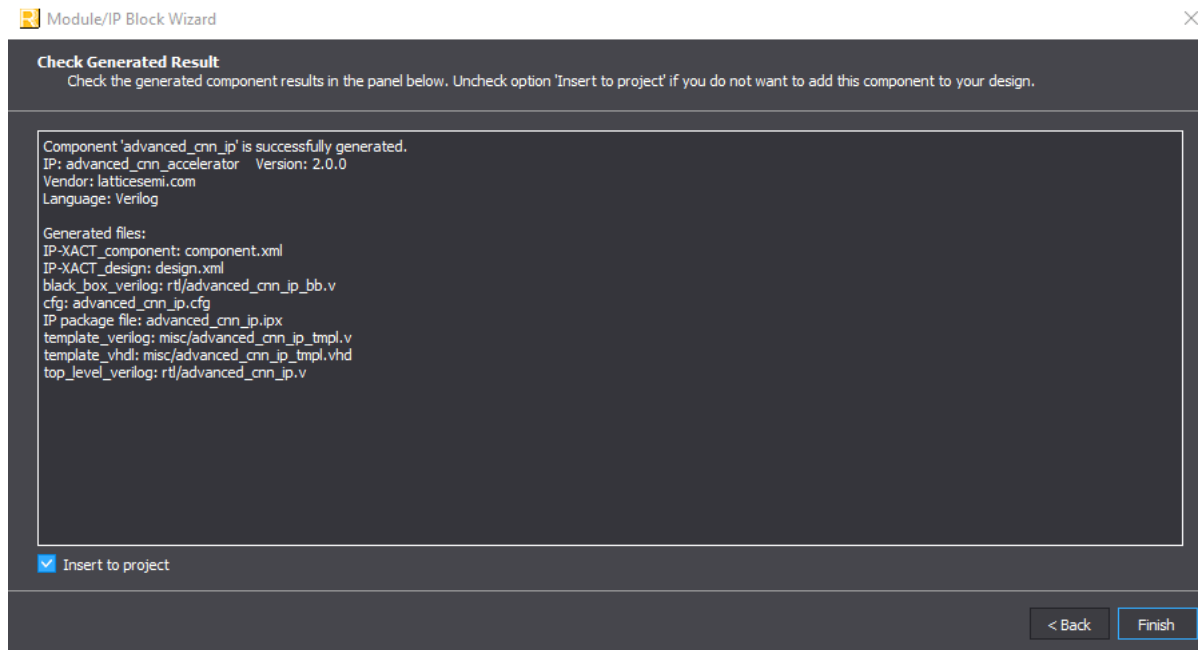 Module/IP Block Wizard
Check Generated Result
Check the generated component results in the panel below. Uncheck option 'Insert to project' if you do not want to add this component to your design.
Component 'advanced_cnn_ip' is successfully generated.
IP: advanced_cnn_accelerator Version: 2.0.0
Vendor: latticesemi.com
Language: Verilog
Generated files:
IP-XACT_component: component.xml
IP-XACT_design: design.xml
black_box_verilog: rtl/advanced_cnn_ip_bb.v
cfg: advanced_cnn_ip.cfg
IP package file: advanced_cnn_ip.ipx
template_verilog: misc/advanced_cnn_ip_tmpl.v
template_vhdl: misc/advanced_cnn_ip_tmpl.vhd
top_level_verilog: rtl/advanced_cnn_ip.v
Insert to project
< Back Finish